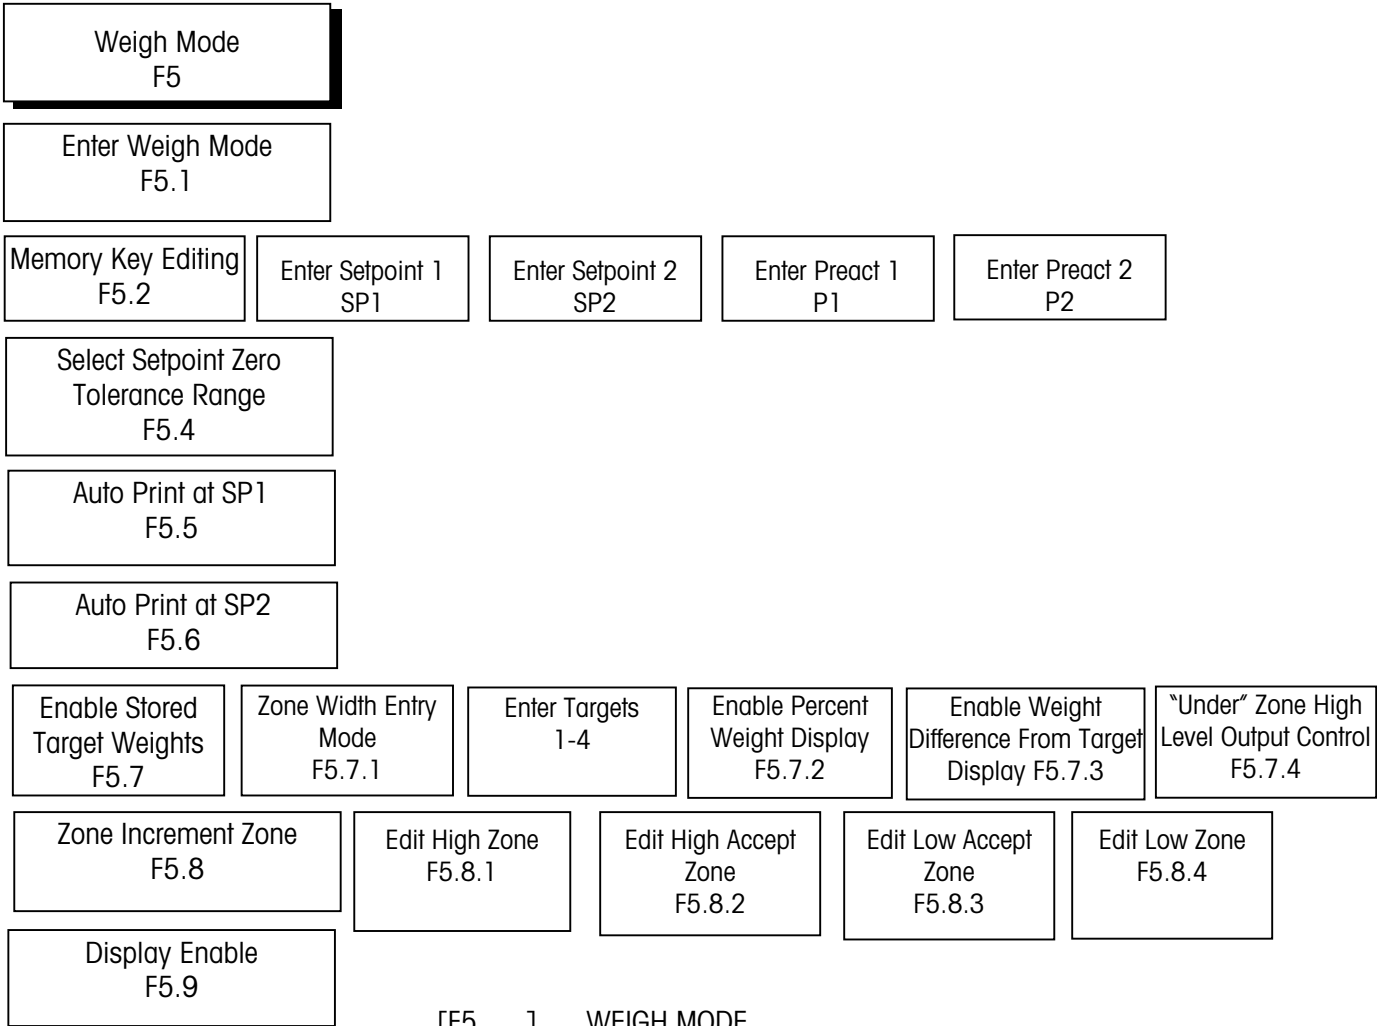 Weigh Mode
F5
Enter Weigh Mode
F5.1
Memory Key Editing
F5.2
Enter Setpoint 1
SP1
Enter Setpoint 2
SP2
Enter Preact 1
P1
Enter Preact 2
P2
Select Setpoint Zero
Tolerance Range
F5.4
Auto Print at SP1
F5.5
Auto Print at SP2
F5.6
Enable Stored
Target Weights
F5.7
Zone Width Entry
Mode
F5.7.1
Enter Targets
1-4
Enable Percent
Weight Display
F5.7.2
Enable Weight
Difference From Target
Display F5.7.3
“Under” Zone High
Level Output Control
F5.7.4
Zone Increment Zone
F5.8
Edit High Zone
F5.8.1
Edit High Accept
Zone
F5.8.2
Edit Low Accept
Zone
F5.8.3
Edit Low Zone
F5.8.4
Display Enable
F5.9
[F5 ] WEIGH MODE